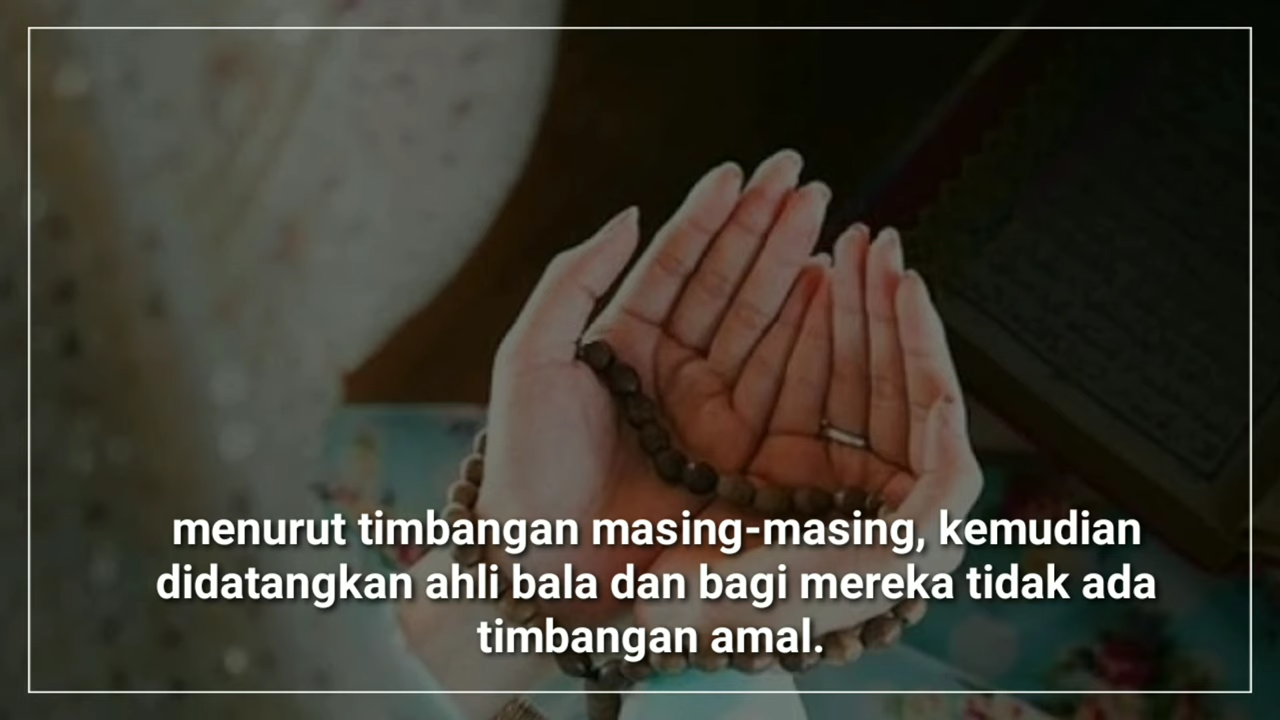 menurut timbangan masing-masing, kemudian
didatangkan ahli bala dan bagi mereka tidak ada
timbangan amal.